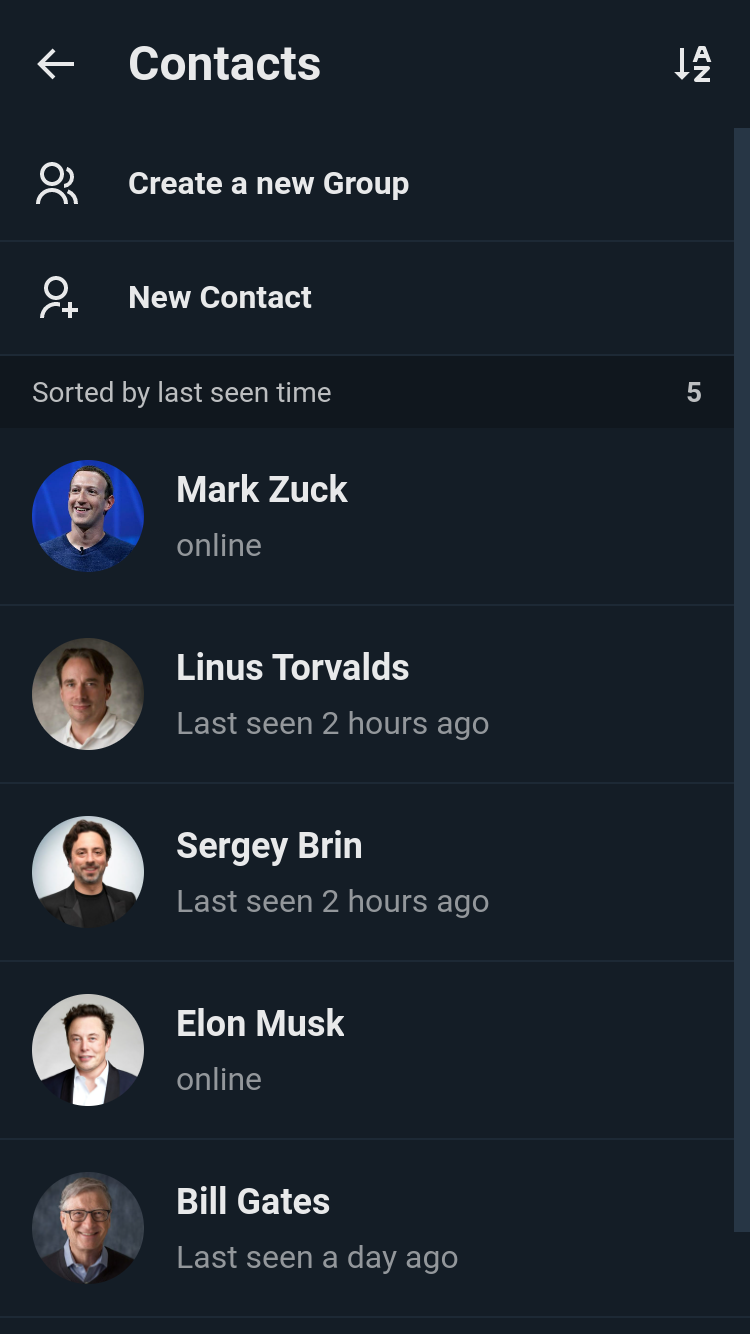 Contacts
A
Z
Create a new Group
New Contact
Sorted by last seen time 5
Mark Zuck
online
Linus Torvalds
Last seen 2 hours ago
Sergey Brin
Last seen 2 hours ago
Elon Musk
online
Bill Gates
Last seen a day ago